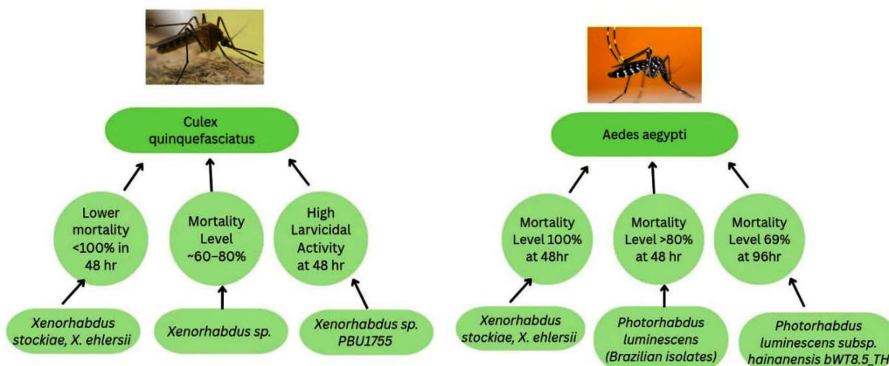 Culex
quinquefasciatus
Aedes aegypti
Lower
mortality
<100% in
48 hr
Mortality
Level
~60–80%
High
Larvicidal
Activity
at 48 hr
Mortality
Level 100%
at 48hr
Mortality
Level >80%
at 48 hr
Mortality
Level 69%
at 96hr
Xenorhabdus
stockiae, X. ehlersii
Xenorhabdus sp.
Xenorhabdus sp.
PBU1755
Xenorhabdus
stockiae, X. ehlersii
Photorhabdus
luminescens
(Brazilian isolates)
Photorhabdus
luminescens subsp.
hainanensis bWT8.5_TH